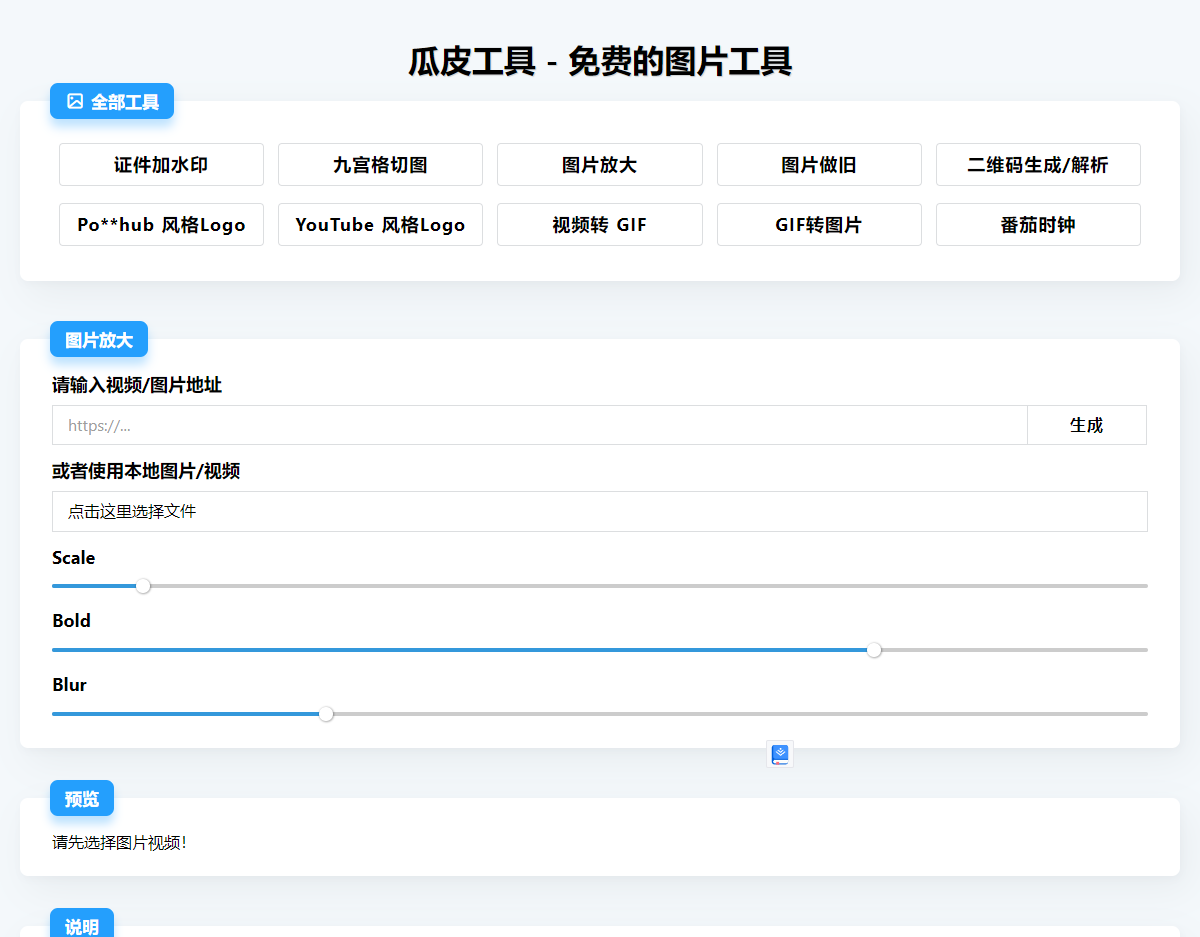 瓜皮工具 - 免费的图片工具
全部工具
证件加水印 九宫格切图 图片放大 图片做旧 二维码生成/解析
Po**hub 风格Logo YouTube 风格Logo 视频转 GIF GIF转图片 番茄时钟
图片放大
请输入视频/图片地址
https://... 生成
或者使用本地图片/视频
点击这里选择文件
Scale
Bold
Blur
预览
请先选择图片视频!
说明